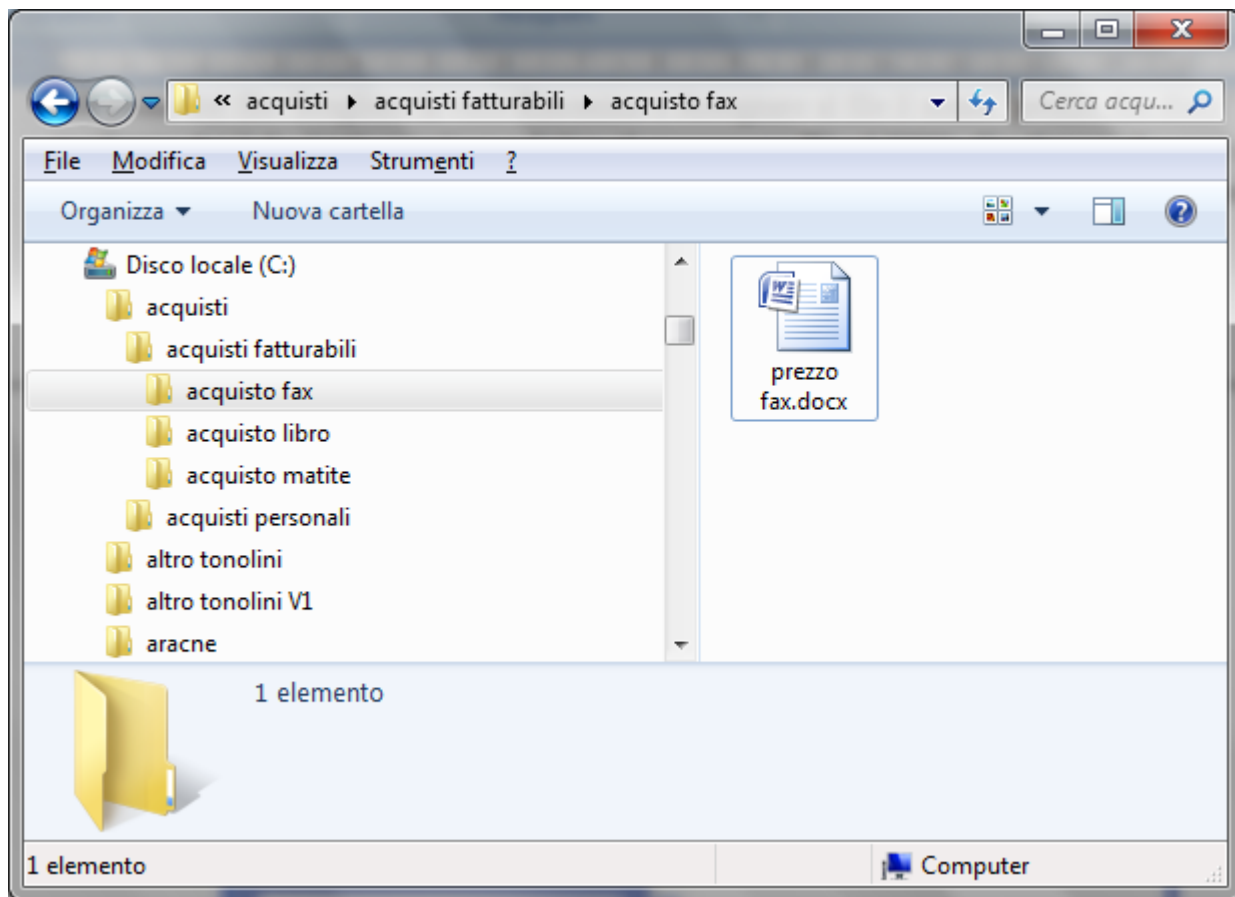 « acquisti ▸ acquisti fatturabili ▸ acquisto fax
Cerca acqu...
File Modifica Visualizza Strumenti ?
Organizza Nuova cartella
Disco locale (C:)
acquisti
acquisti fatturabili
acquisto fax
acquisto libro
acquisto matite
acquisti personali
altro tonolini
altro tonolini V1
aracne
prezzo
fax.docx
1 elemento
1 elemento
Computer